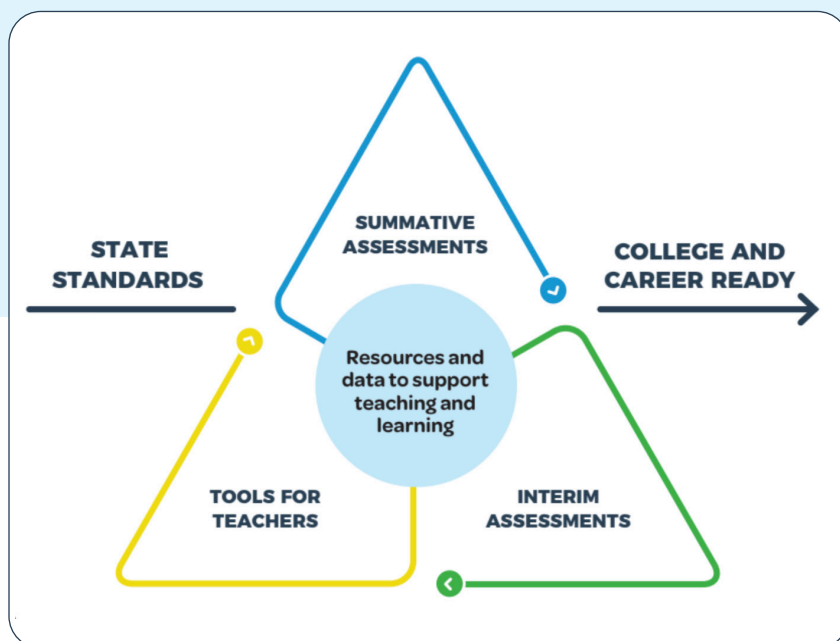 SUMMATIVE
ASSESSMENTS
STATE
STANDARDS
COLLEGE AND
CAREER READY
Resources and
data to support
teaching and
learning
TOOLS FOR
TEACHERS
INTERIM
ASSESSMENTS